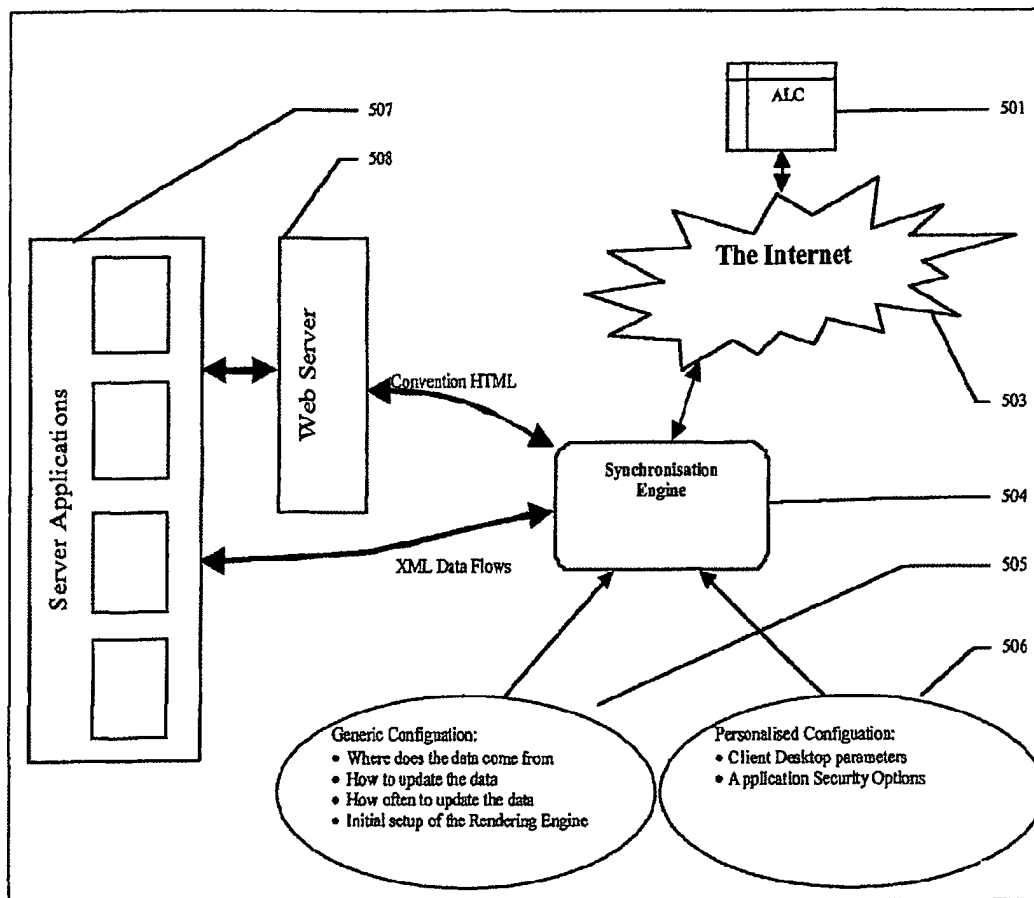 507
508
ALC
501
The Internet
503
Server Applications
Web Server
Convention HTML
Synchronisation
Engine
504
XML Data Flows
505
506
Generic Configuation:
• Where does the data come from
• How to update the data
• How often to update the data
• Initial setup of the Rendering Engine
Personalised Configuation:
• Client Desktop parameters
• Application Security Options